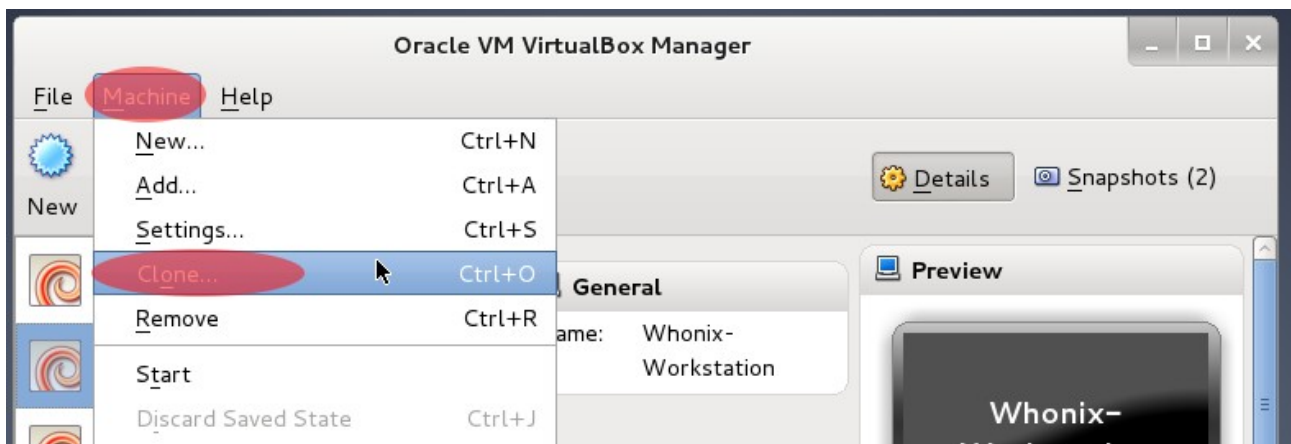 Oracle VM VirtualBox Manager
File Machine Help
New... Ctrl+N
Add... Ctrl+A
Settings... Ctrl+S
Clone... Ctrl+O
Remove Ctrl+R
Start
Discard Saved State Ctrl+J
New
Details Snapshots (2)
General
ame: Whonix-
Workstation
Preview
Whonix-